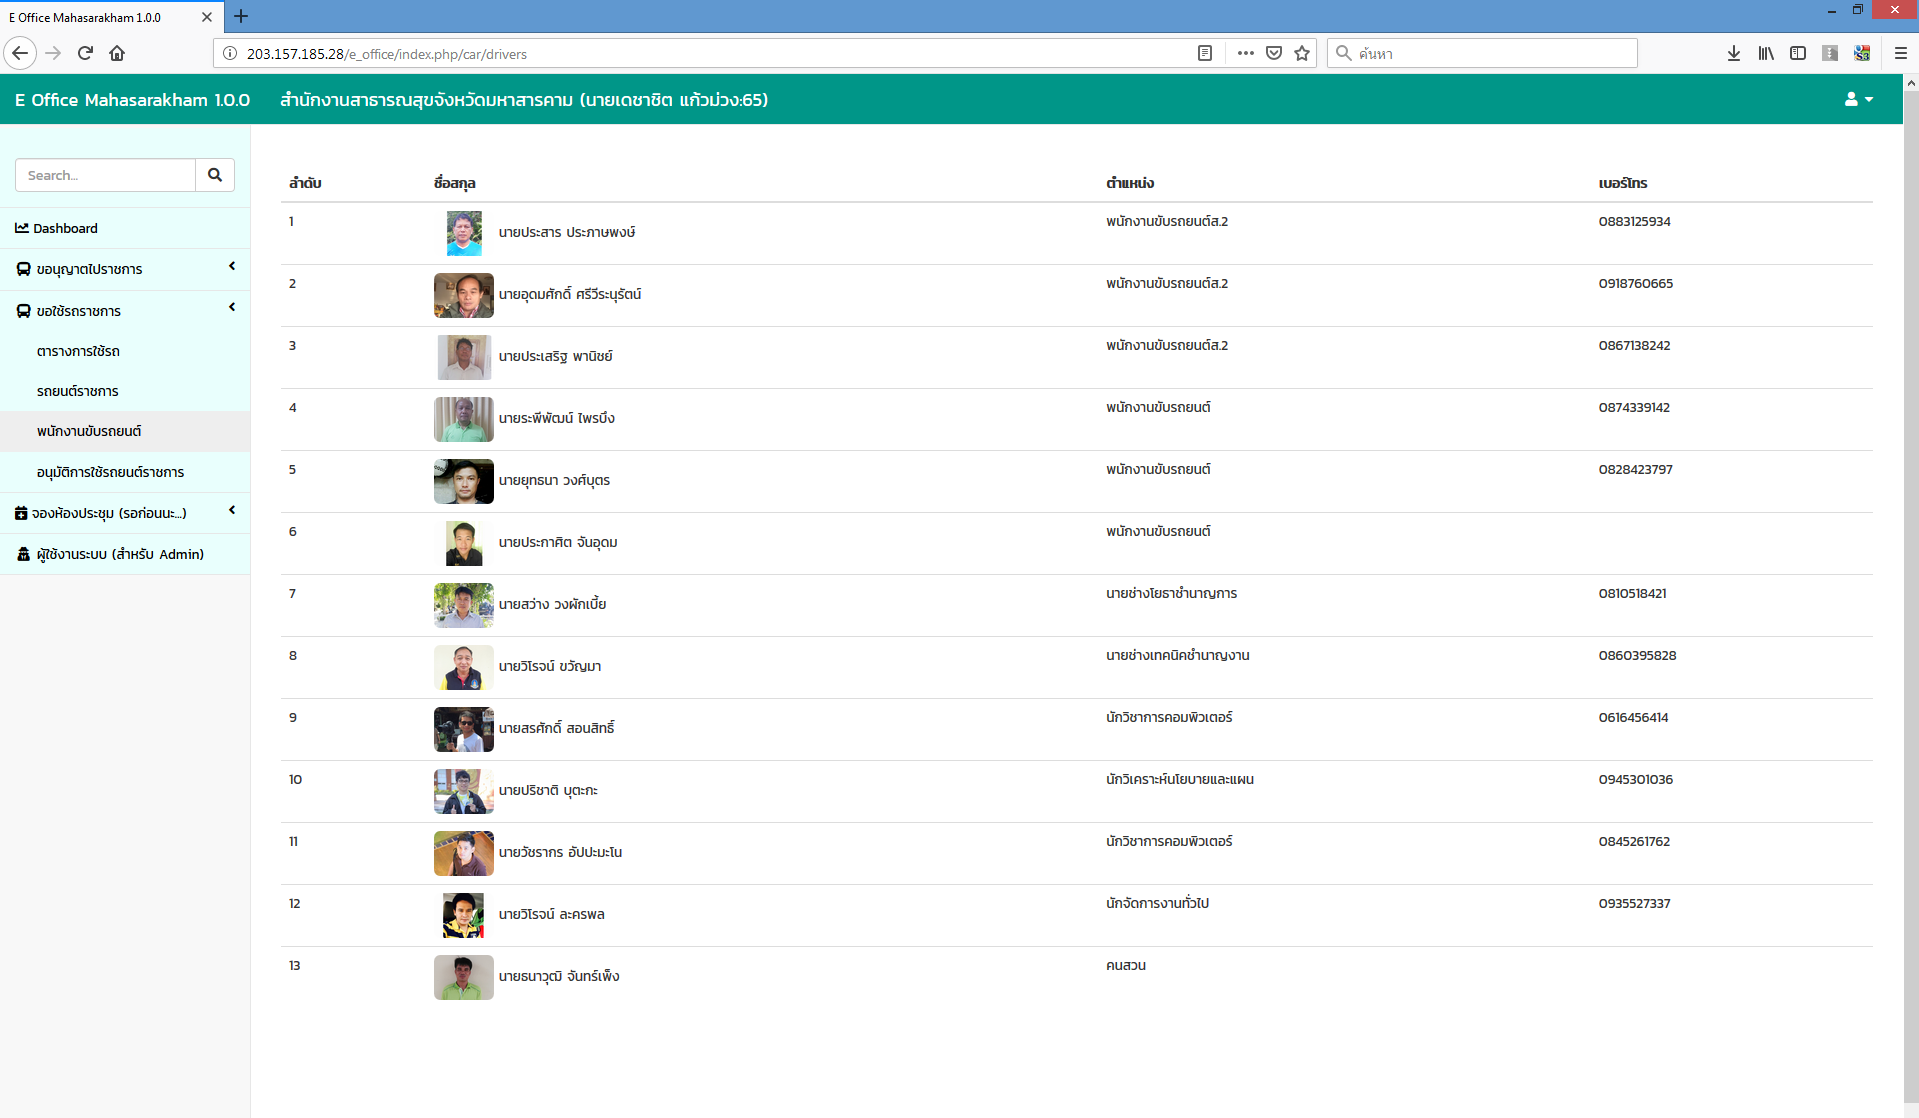 E Office Mahasarakham 1.0.0
203.157.185.28/e_office/index.php/car/drivers
ค้นหา
E Office Mahasarakham 1.0.0 สำนักงานสาธารณสุขจังหวัดมหาสารคาม (นายเดชาชิต แก้วม่วง:65)
Search...
Dashboard
ขอนุญาตไปราชการ
ขอใช้รถราชการ
ตารางการใช้รถ
รถยนต์ราชการ
พนักงานขับรถยนต์
อนุมัติการใช้รถยนต์ราชการ
จองห้องประชุม (รอก่อนนะ...)
ผู้ใช้งานระบบ (สำหรับ Admin)
ลำดับ ชื่อสกุล ตำแหน่ง เบอร์โทร
1 นายประสาร ประภาษพงษ์ พนักงานขับรถยนต์ส.2 0883125934
2 นายอุดมศักดิ์ ศรีวีระนุรัตน์ พนักงานขับรถยนต์ส.2 0918760665
3 นายประเสริฐ พานิชย์ พนักงานขับรถยนต์ส.2 0867138242
4 นายระพีพัฒน์ ไพรบึง พนักงานขับรถยนต์ 0874339142
5 นายยุทธนา วงศ์บุตร พนักงานขับรถยนต์ 0828423797
6 นายประกาศิต จันอุดม พนักงานขับรถยนต์
7 นายสว่าง วงผักเบี้ย นายช่างโยธาชำนาญการ 0810518421
8 นายวิโรจน์ ขวัญมา นายช่างเทคนิคชำนาญงาน 0860395828
9 นายสรศักดิ์ สอนสิทธิ์ นักวิชาการคอมพิวเตอร์ 0616456414
10 นายปริชาติ บุตะกะ นักวิเคราะห์นโยบายและแผน 0945301036
11 นายวัชรากร อัปปะมะโน นักวิชาการคอมพิวเตอร์ 0845261762
12 นายวิโรจน์ ละครพล นักจัดการงานทั่วไป 0935527337
13 นายธนาวุฒิ จันทร์เพ็ง คนสวน